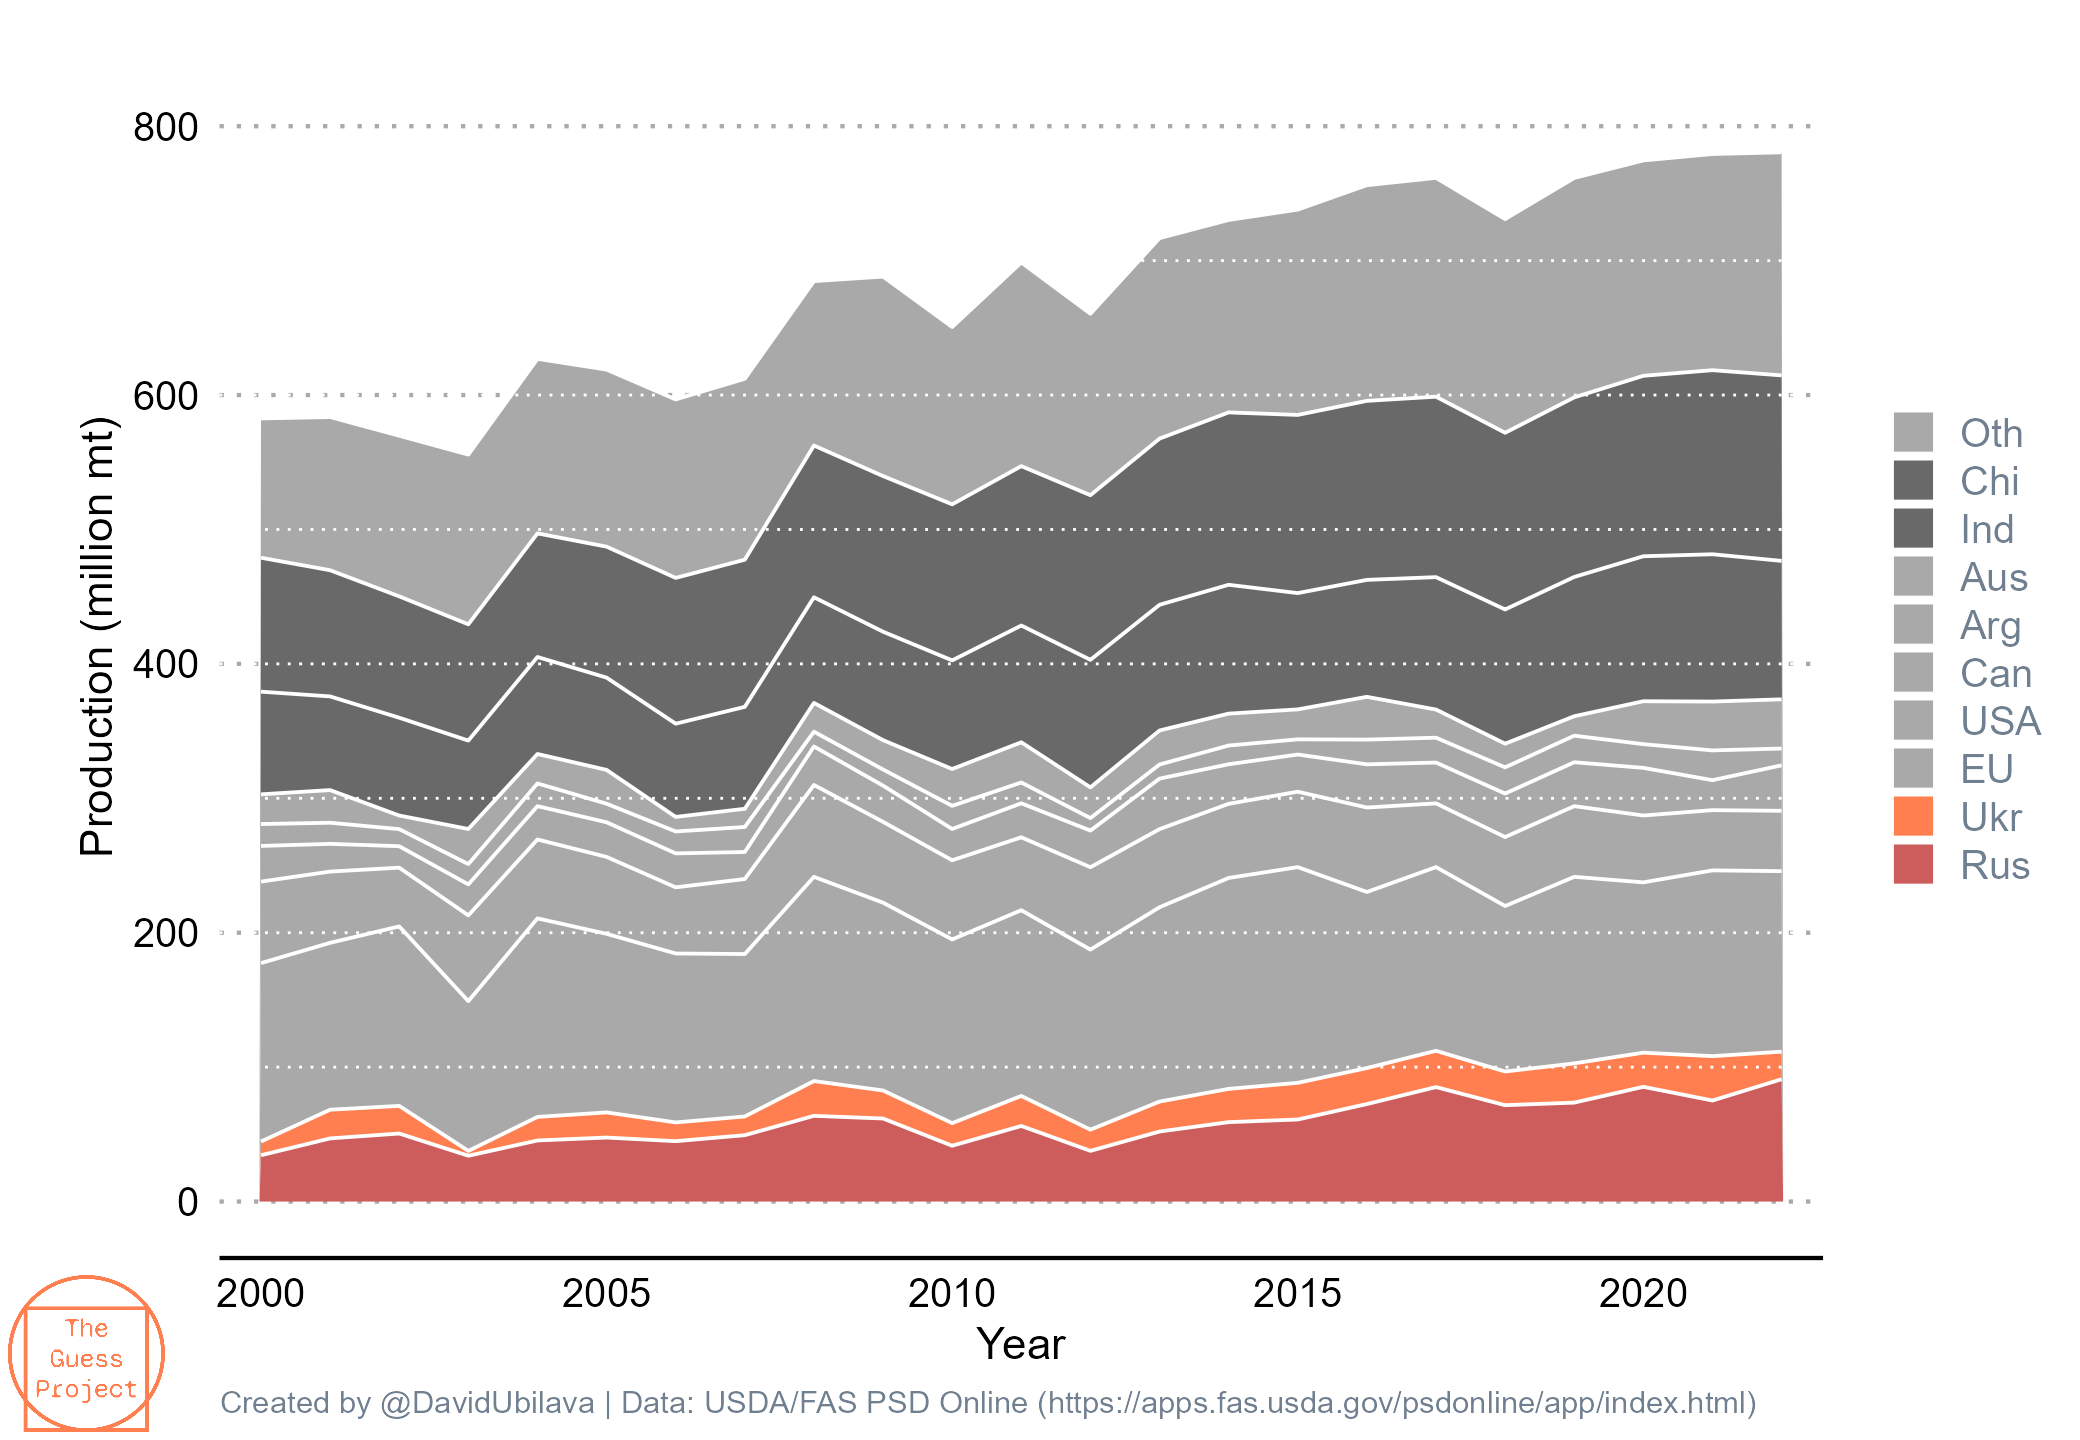 800
600
400
200
0
Production (million mt)
2000 2005 2010 2015 2020
Year
Oth
Chi
Ind
Aus
Arg
Can
USA
EU
Ukr
Rus
The
Guess
Project
Created by @DavidUbilava | Data: USDA/FAS PSD Online (https://apps.fas.usda.gov/psdonline/app/index.html)